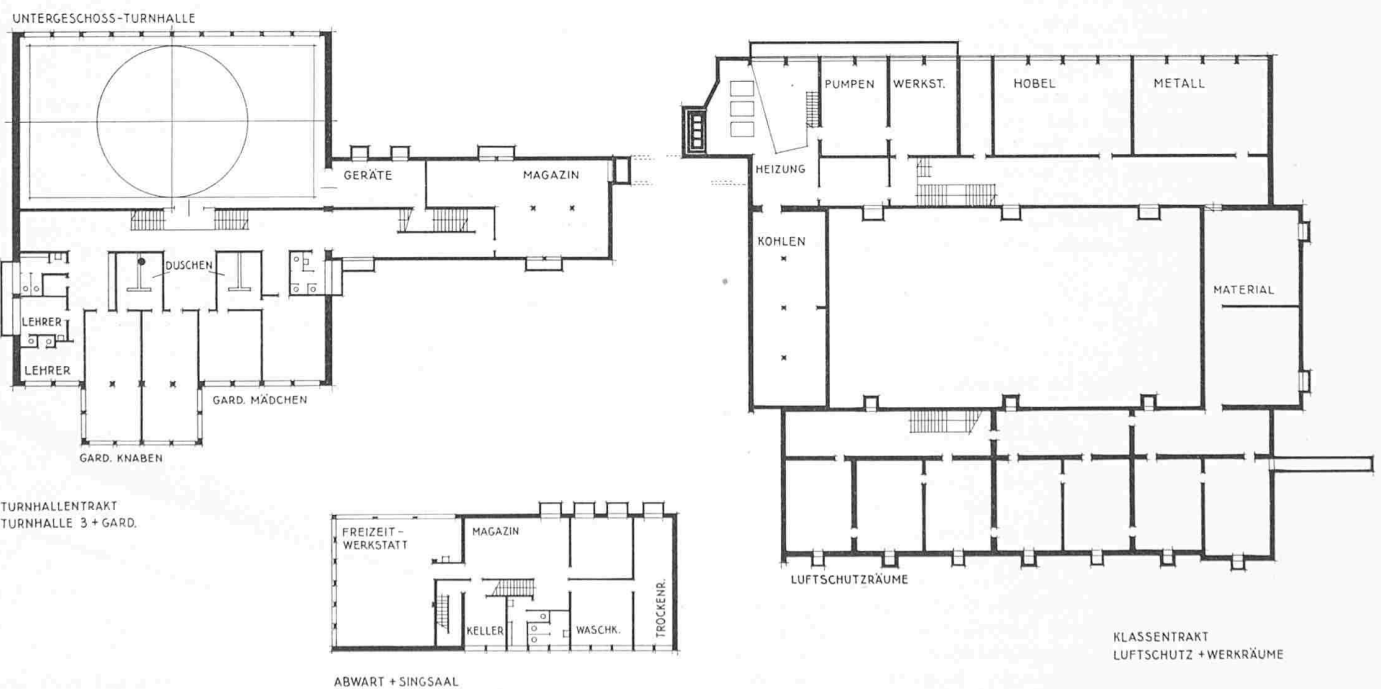 UNTERGESCHOSS-TURNHALLE
GERÄTE
MAGAZIN
DUSCHEN
LEHRER
LEHRER
GARD. MÄDCHEN
GARD. KNABEN
TURNHALLENTRAKT
TURNHALLE 3 + GARD.
FREIZEIT-
WERKSTATT
MAGAZIN
KELLER
WASCHK.
TROCKENR.
ABWART + SINGSAAL
PUMPEN
WERKST.
HOBEL
METALL
HEIZUNG
KOHLEN
MATERIAL
LUFTSCHUTZRÄUME
KLASSENTRAKT
LUFTSCHUTZ + WERKRÄUME